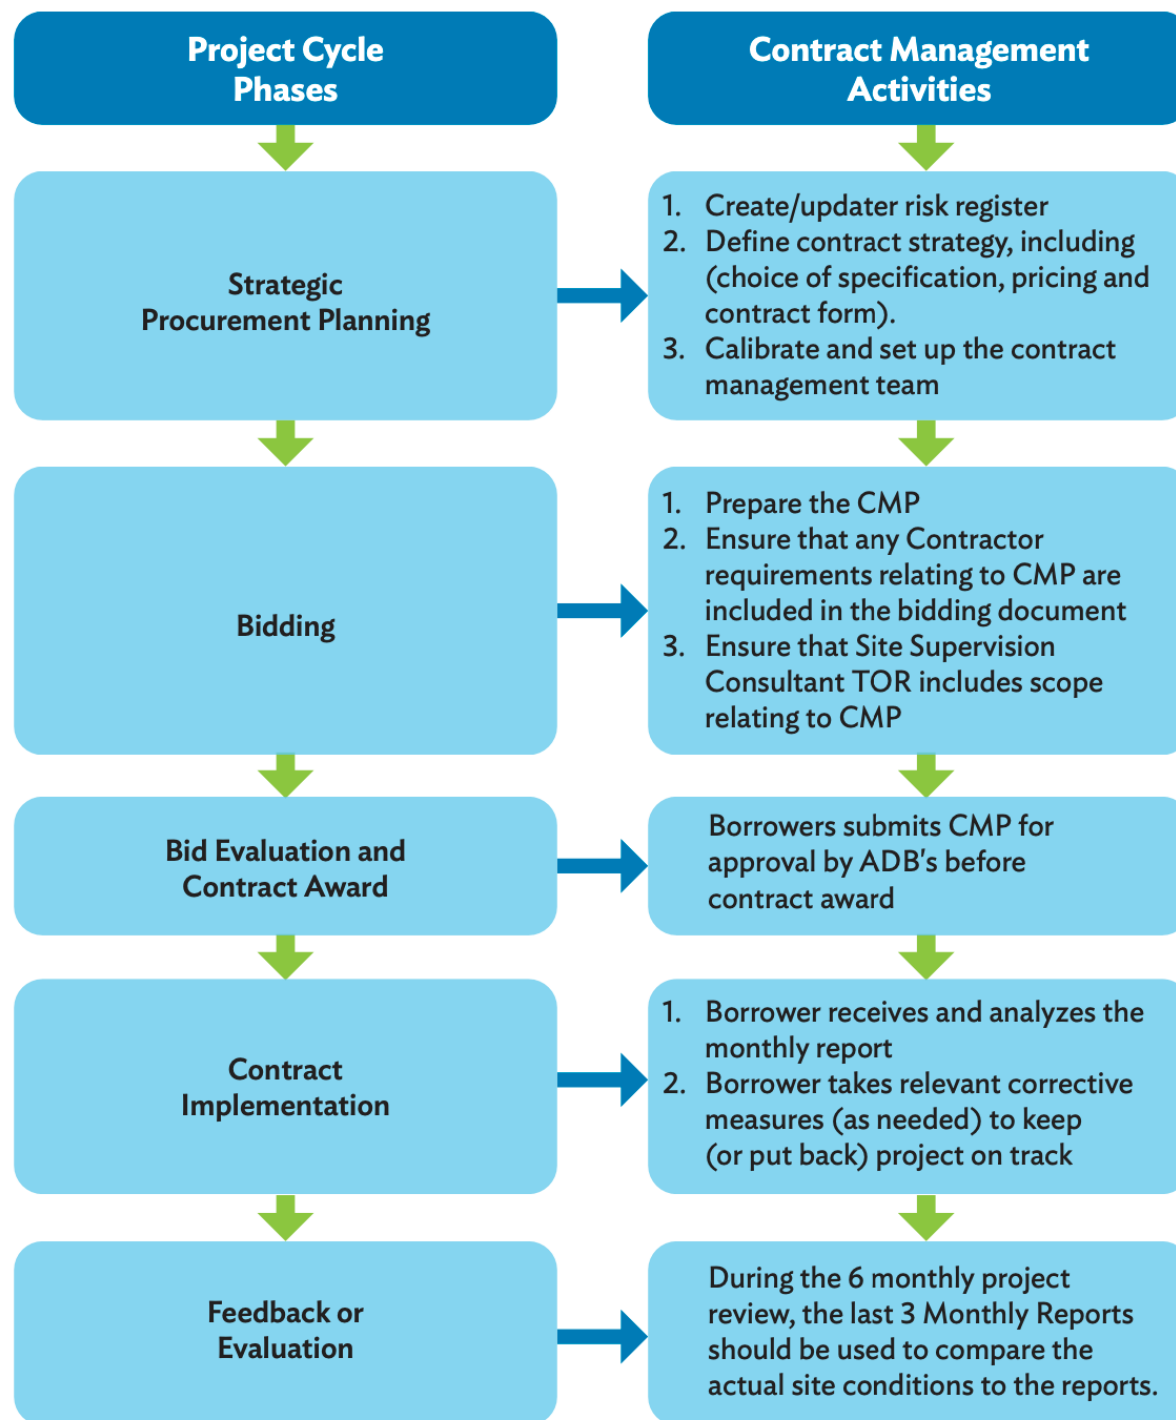 Project Cycle
Phases
Contract Management
Activities
Strategic
Procurement Planning
1. Create/updater risk register
2. Define contract strategy, including
(choice of specification, pricing and
contract form).
3. Calibrate and set up the contract
management team
Bidding
1. Prepare the CMP
2. Ensure that any Contractor
requirements relating to CMP are
included in the bidding document
3. Ensure that Site Supervision
Consultant TOR includes scope
relating to CMP
Bid Evaluation and
Contract Award
Borrowers submits CMP for
approval by ADB's before
contract award
Contract
Implementation
1. Borrower receives and analyzes the
monthly report
2. Borrower takes relevant corrective
measures (as needed) to keep
(or put back) project on track
Feedback or
Evaluation
During the 6 monthly project
review, the last 3 Monthly Reports
should be used to compare the
actual site conditions to the reports.